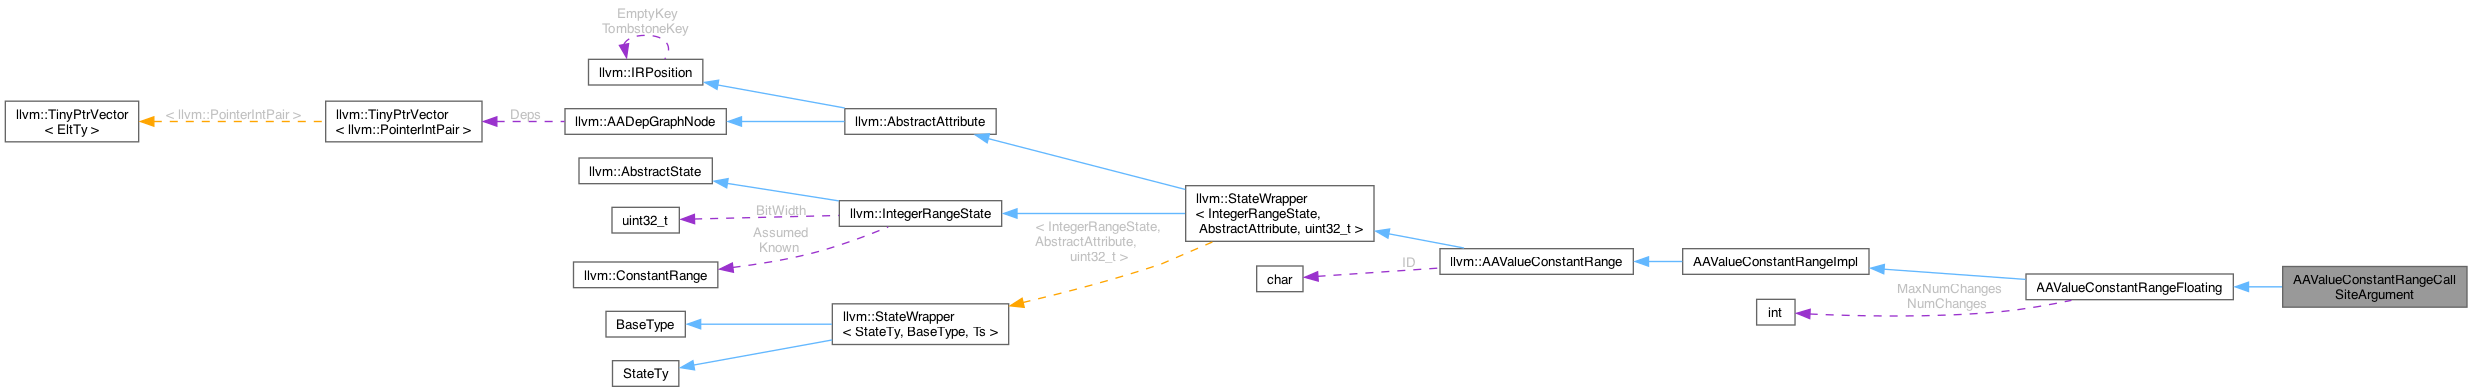 EmptyKey
TombstoneKey
llvm::IRPosition
llvm::TinyPtrVector
< EltTy >
< llvm::PointerIntPair >
llvm::TinyPtrVector
< llvm::PointerIntPair >
Deps
llvm::AADepGraphNode
llvm::AbstractAttribute
llvm::AbstractState
uint32_t
BitWidth
Assumed
Known
llvm::ConstantRange
llvm::IntegerRangeState
llvm::StateWrapper
< IntegerRangeState,
AbstractAttribute, uint32_t >
< IntegerRangeState,
AbstractAttribute,
uint32_t >
BaseType
StateTy
llvm::StateWrapper
< StateTy, BaseType, Ts >
char
ID
llvm::AAValueConstantRange
AAValueConstantRangeImpl
int
MaxNumChanges
NumChanges
AAValueConstantRangeFloating
AAValueConstantRangeCall
SiteArgument